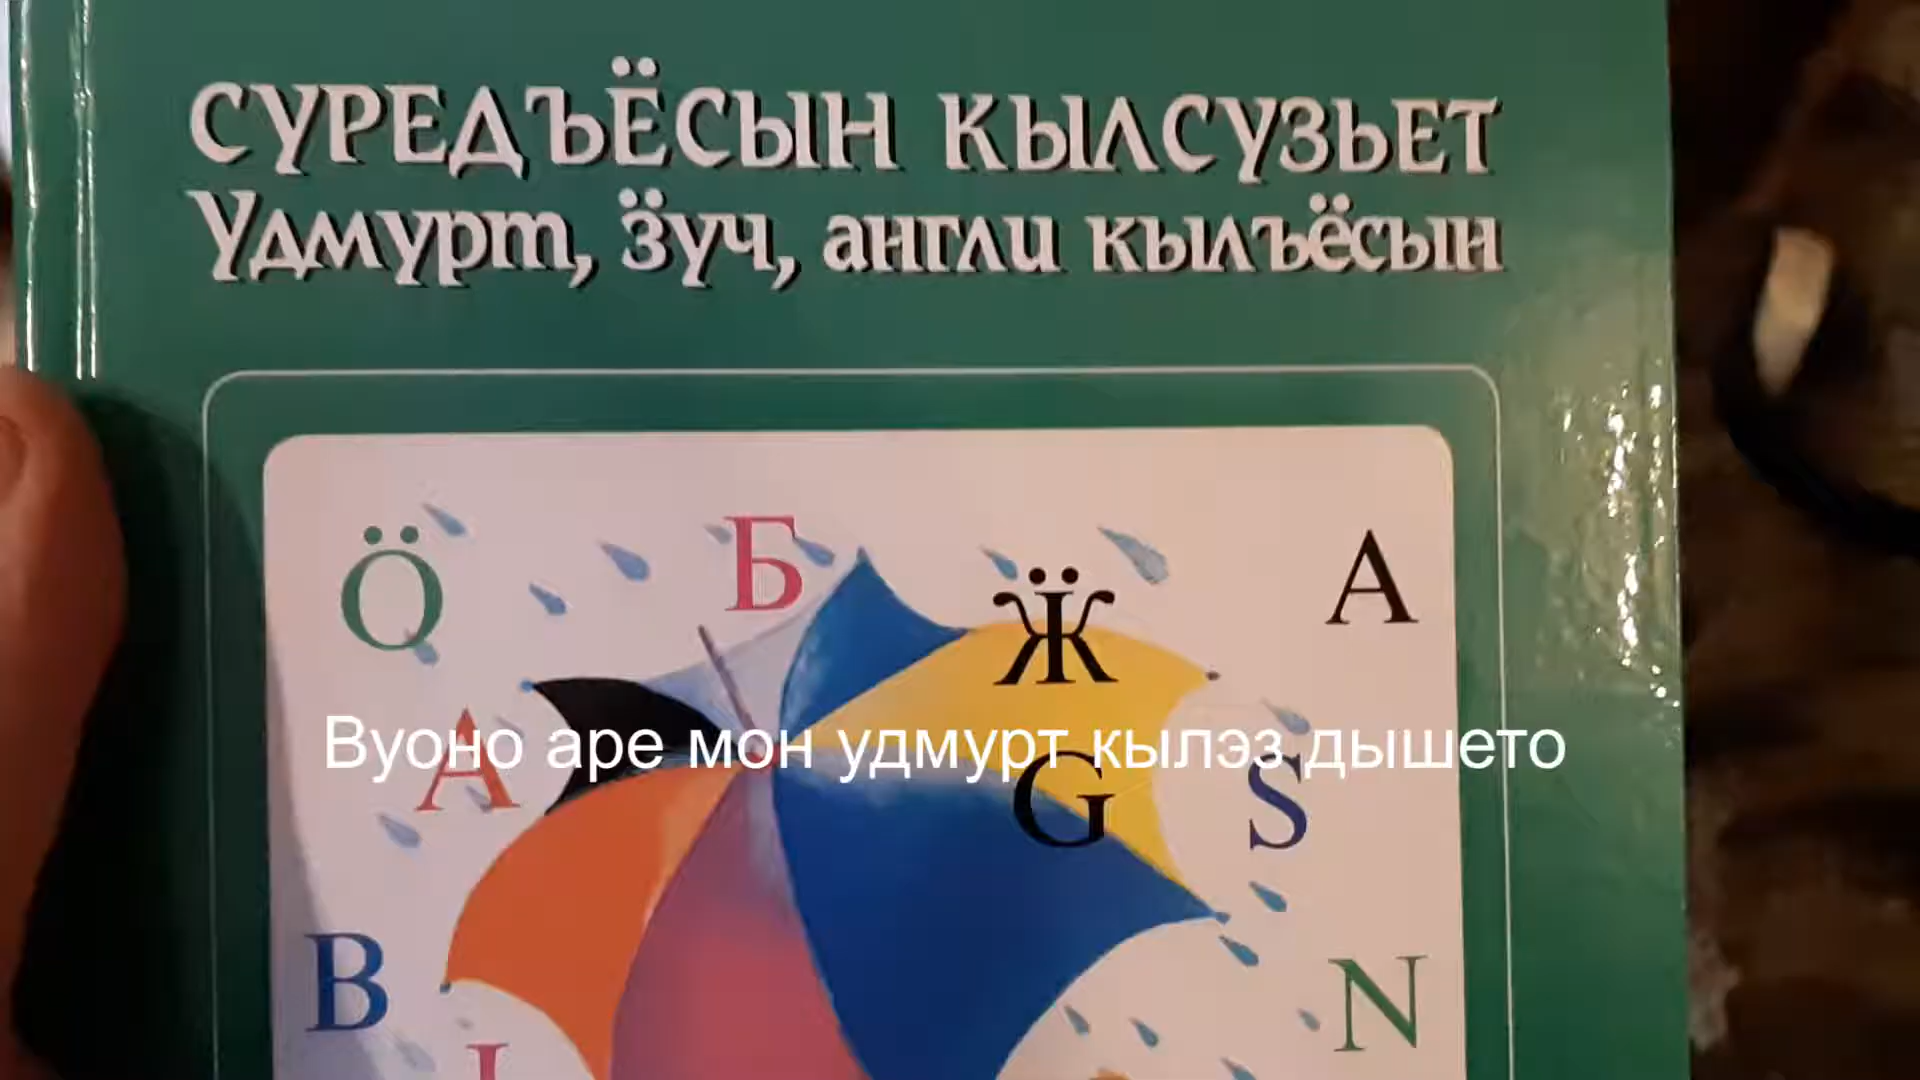 СУРЕДЪЁСЫН КЫЛСУЗЬЕТ
Удмурт, ӟуч, англи кылъёсын
Ӧ Б Ӝ А
Вуоно аре мон удмурт кылэз дышето
А G S
В N